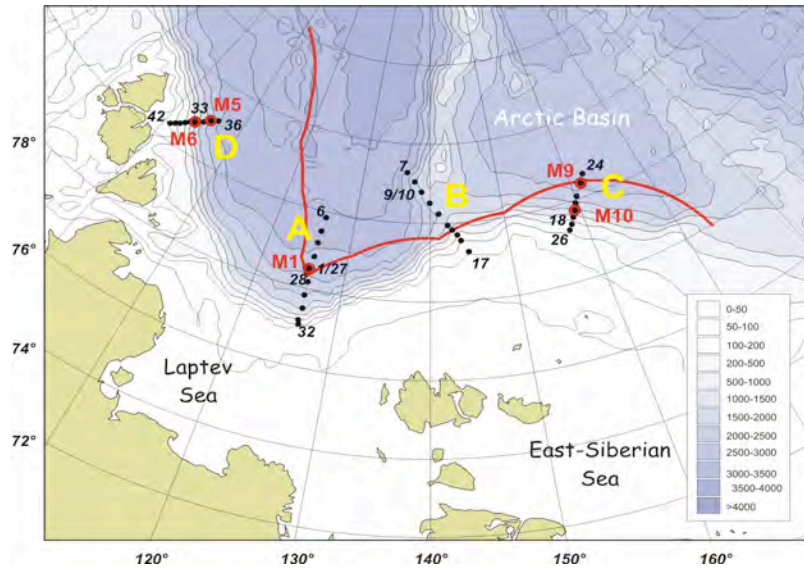 Arctic Basin
42
33
M5
36
M6
D
78°
7
M9
24
9/10
B
C
6
18
M10
A
26
76°
M1
1/27
17
28
32
74°
Laptev
Sea
72°
East-Siberian
Sea
0-50
50-100
100-200
200-500
500-1000
1000-1500
1500-2000
2000-2500
2500-3000
3000-3500
3500-4000
>4000
120°
130°
140°
150°
160°